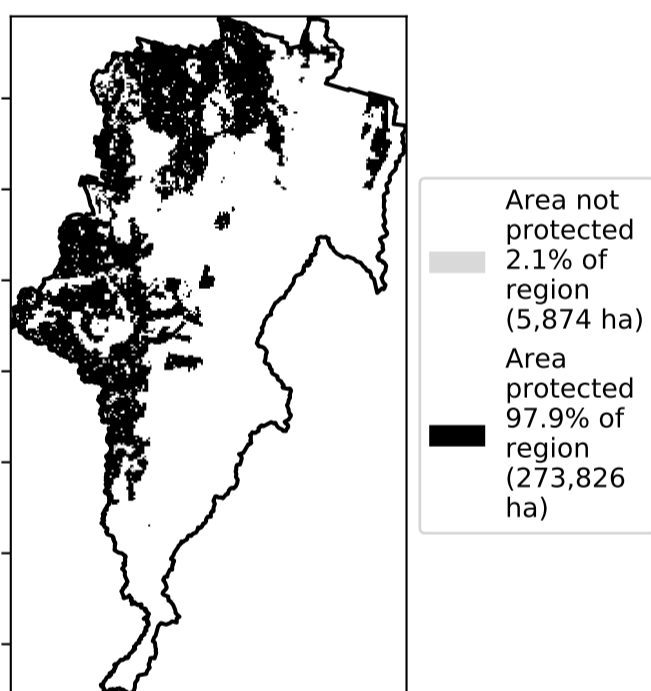 Area not
protected
2.1% of
region
(5,874 ha)
Area
protected
97.9% of
region
(273,826
ha)